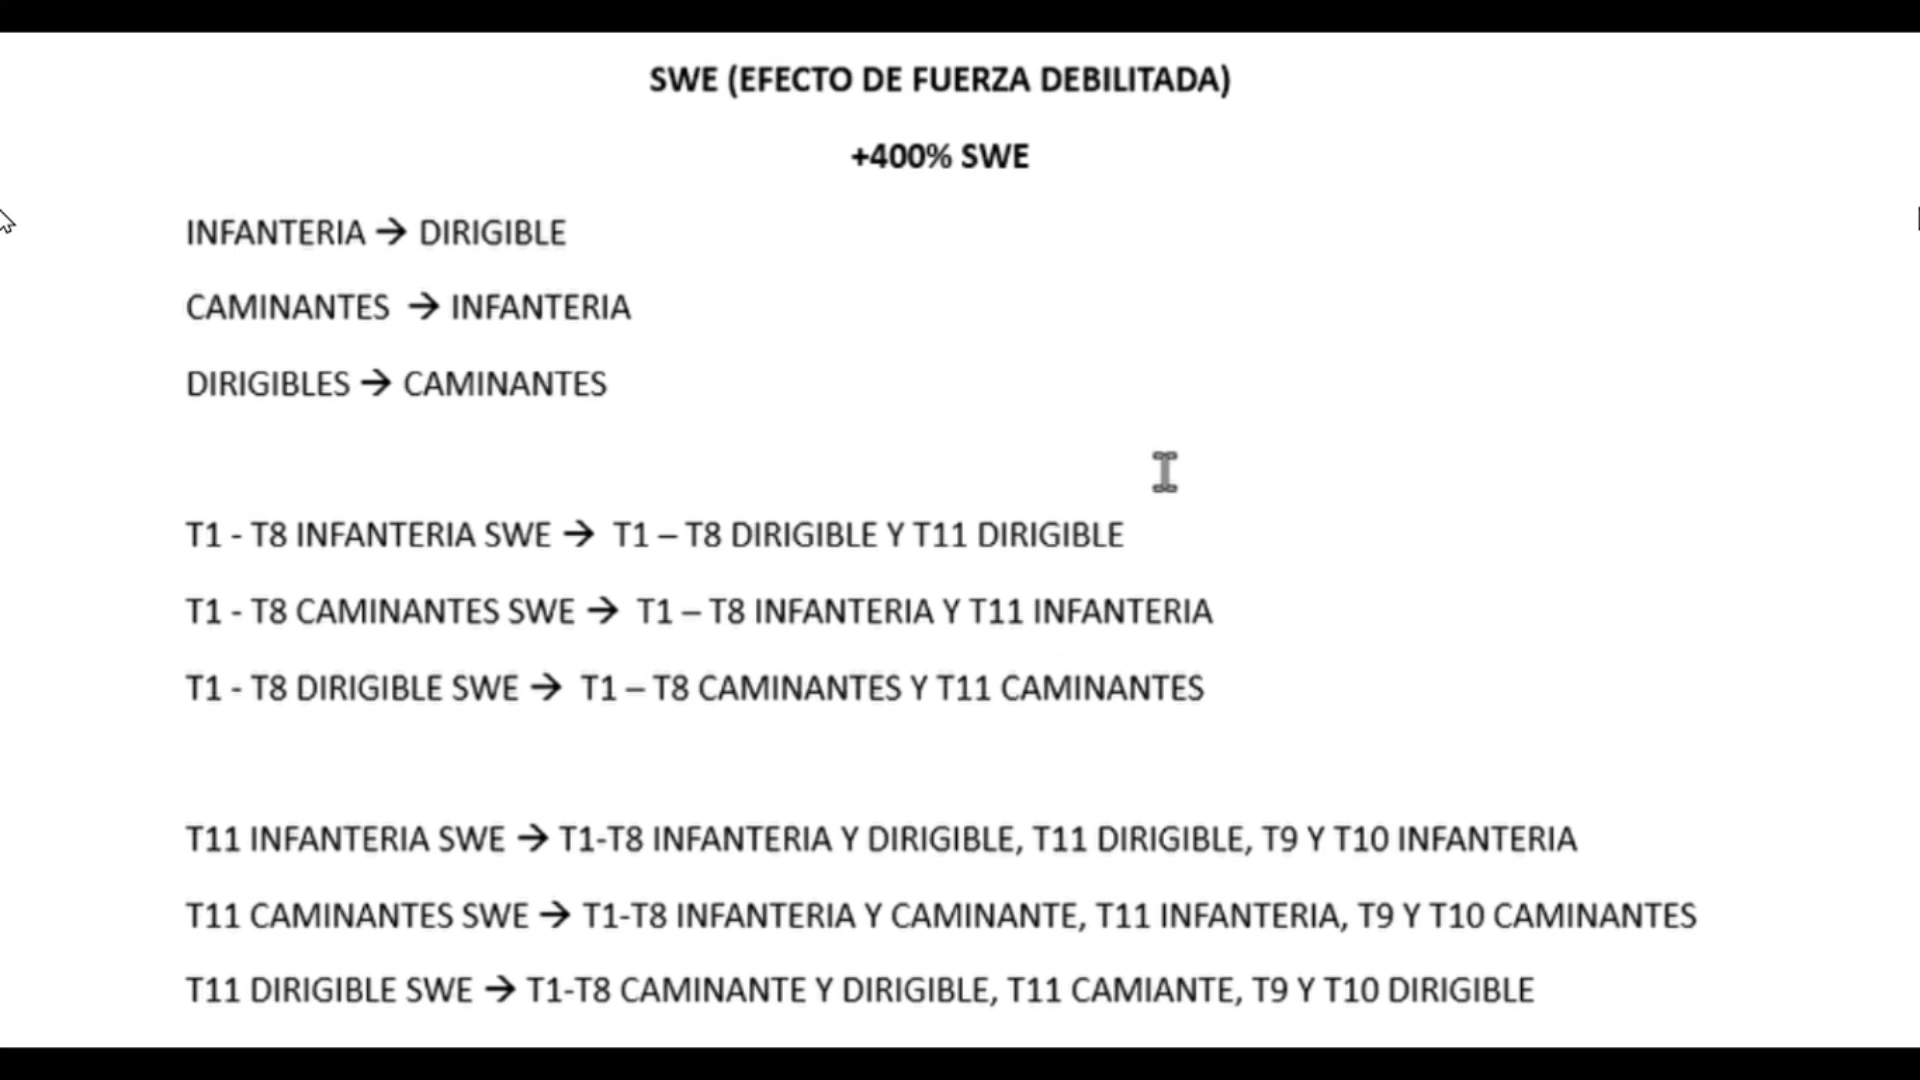 SWE (EFECTO DE FUERZA DEBILITADA)
+400% SWE
INFANTERIA → DIRIGIBLE
CAMINANTES → INFANTERIA
DIRIGIBLES → CAMINANTES
T1 - T8 INFANTERIA SWE → T1 – T8 DIRIGIBLE Y T11 DIRIGIBLE
T1 - T8 CAMINANTES SWE → T1 – T8 INFANTERIA Y T11 INFANTERIA
T1 - T8 DIRIGIBLE SWE → T1 – T8 CAMINANTES Y T11 CAMINANTES
T11 INFANTERIA SWE → T1-T8 INFANTERIA Y DIRIGIBLE, T11 DIRIGIBLE, T9 Y T10 INFANTERIA
T11 CAMINANTES SWE → T1-T8 INFANTERIA Y CAMINANTE, T11 INFANTERIA, T9 Y T10 CAMINANTES
T11 DIRIGIBLE SWE → T1-T8 CAMINANTE Y DIRIGIBLE, T11 CAMIANTE, T9 Y T10 DIRIGIBLE